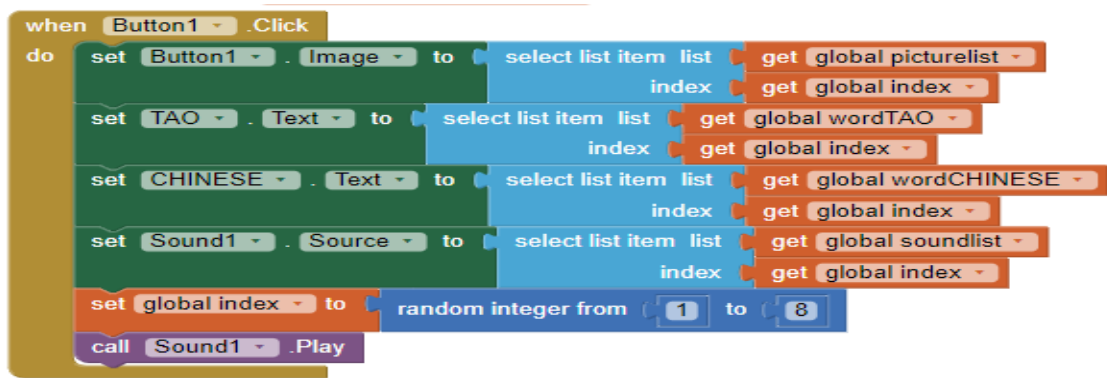 when Button1 .Click
do set Button1 . Image to select list item list get global picturelist
index get global index
set TAO . Text to select list item list get global wordTAO
index get global index
set CHINESE . Text to select list item list get global wordCHINESE
index get global index
set Sound1 . Source to select list item list get global soundlist
index get global index
set global index to random integer from 1 to 8
call Sound1 .Play